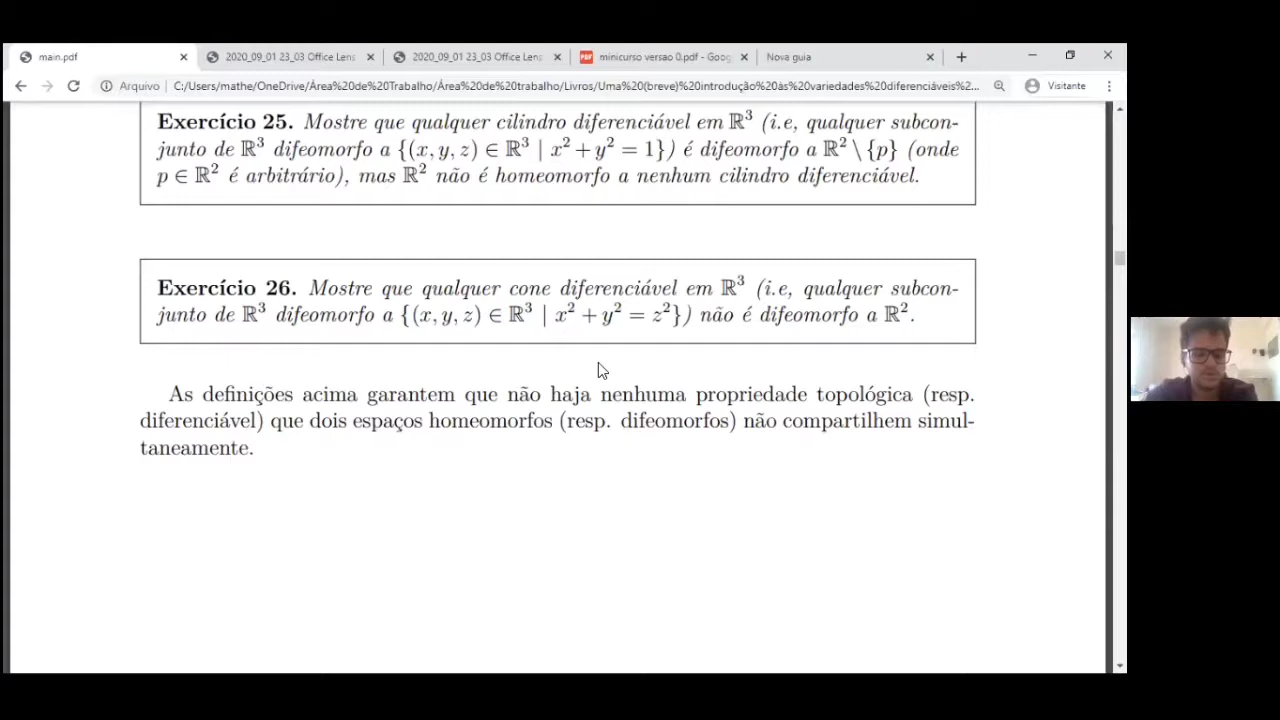 main.pdf
2020_09_01 23_03 Office Lens
2020_09_01 23_03 Office Lens
minicurso versao 0.pdf - Goog
Nova guia
Arquivo | C:/Users/mathe/OneDrive/Área%20de%20Trabalho/Área%20de%20trabalho/Livros/Uma%20(breve)%20introdução%20às%20variedades%20diferenciáveis%2...
Visitante
Exercício 25. Mostre que qualquer cilindro diferenciável em ℝ³ (i.e, qualquer subcon-
junto de ℝ³ difeomorfo a {(x, y, z) ∈ ℝ³ | x² + y² = 1}) é difeomorfo a ℝ² \ {p} (onde
p ∈ ℝ² é arbitrário), mas ℝ² não é homeomorfo a nenhum cilindro diferenciável.
Exercício 26. Mostre que qualquer cone diferenciável em ℝ³ (i.e, qualquer subcon-
junto de ℝ³ difeomorfo a {(x, y, z) ∈ ℝ³ | x² + y² = z²}) não é difeomorfo a ℝ².
As definições acima garantem que não haja nenhuma propriedade topológica (resp.
diferenciável) que dois espaços homeomorfos (resp. difeomorfos) não compartilhem simul-
taneamente.